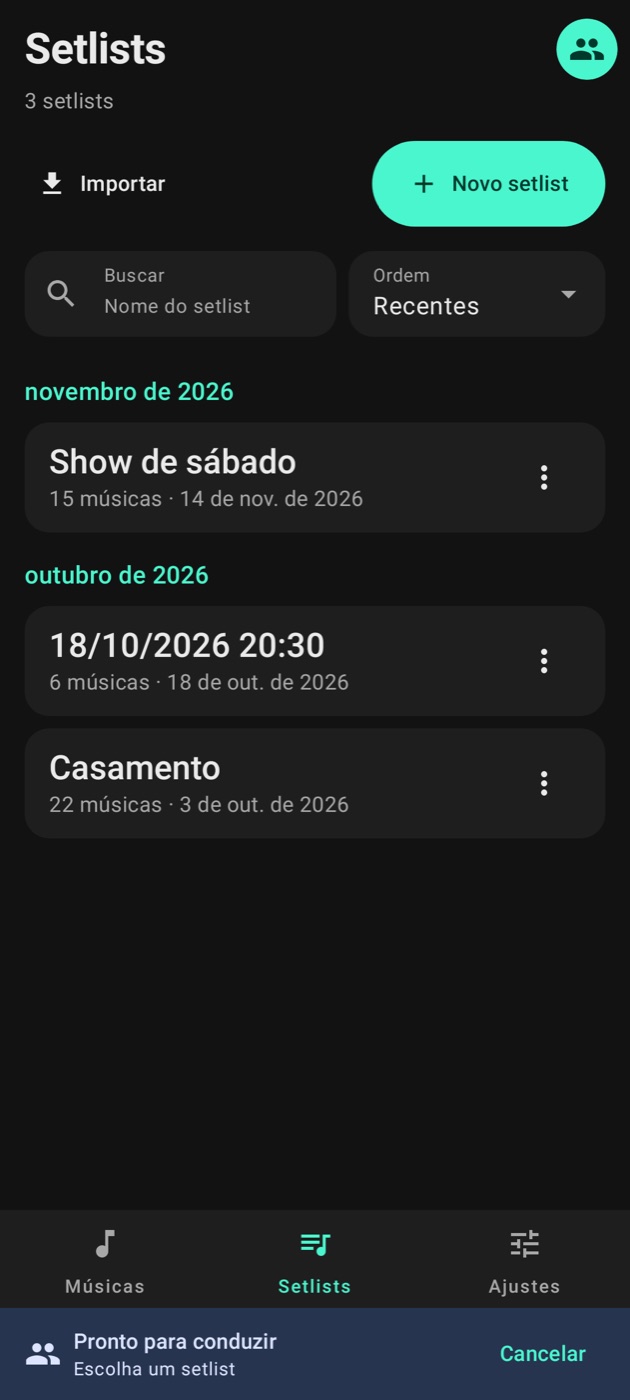 Setlists
3 setlists
Importar
Novo setlist
Buscar
Nome do setlist
Ordem
Recentes
novembro de 2026
Show de sábado
15 músicas · 14 de nov. de 2026
outubro de 2026
18/10/2026 20:30
6 músicas · 18 de out. de 2026
Casamento
22 músicas · 3 de out. de 2026
Músicas
Setlists
Ajustes
Pronto para conduzir
Escolha um setlist
Cancelar